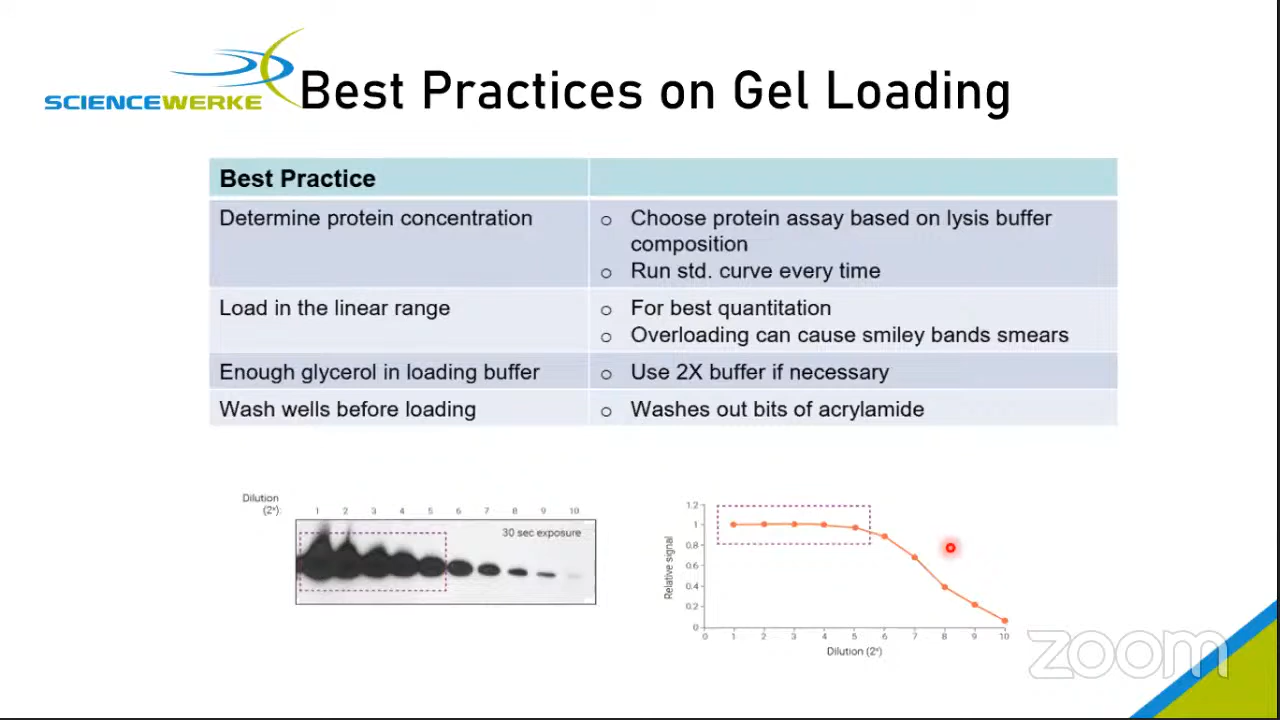 SCIENCEWERKE
Best Practices on Gel Loading
Best Practice
Determine protein concentration
o Choose protein assay based on lysis buffer
composition
o Run std. curve every time
Load in the linear range
o For best quantitation
o Overloading can cause smiley bands smears
Enough glycerol in loading buffer
o Use 2X buffer if necessary
Wash wells before loading
o Washes out bits of acrylamide
Dilution
(2ⁿ): 1 2 3 4 5 6 7 8 9 10
30 sec exposure
Relative signal
1.2
1
0.8
0.6
0.4
0.2
0
0 1 2 3 4 5 6 7 8 9 10
Dilution (2ⁿ)
zoom